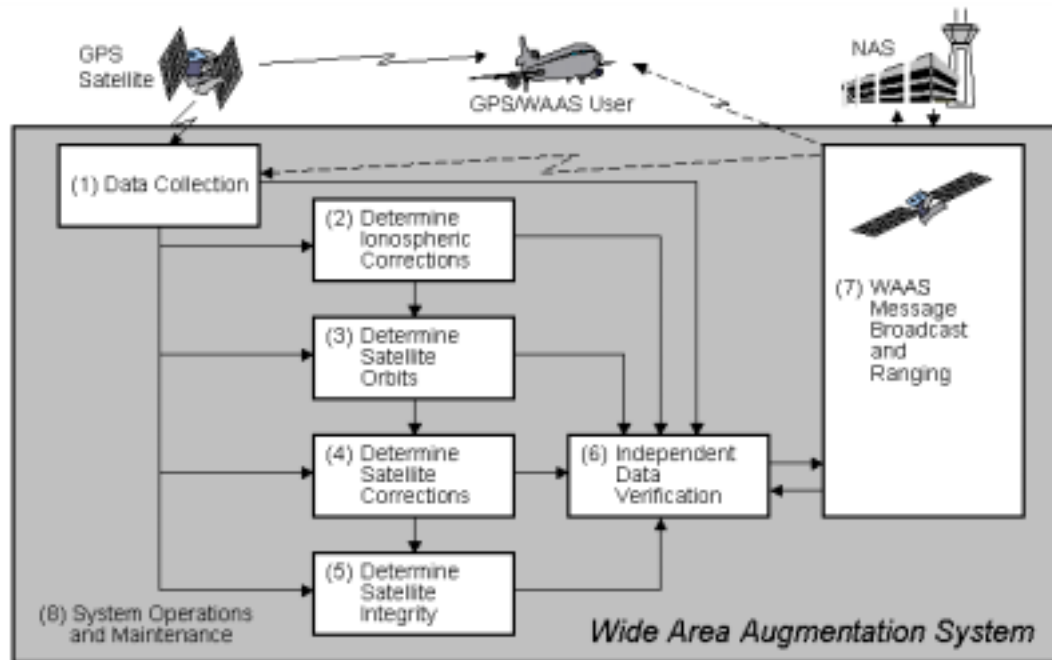 GPS
Satellite
GPS/WAAS User
NAS
(1) Data Collection
(2) Determine
Ionospheric
Corrections
(3) Determine
Satellite
Orbits
(4) Determine
Satellite
Corrections
(5) Determine
Satellite
Integrity
(6) Independent
Data
Verification
(7) WAAS
Message
Broadcast
and
Ranging
(8) System Operations
and Maintenance
Wide Area Augmentation System